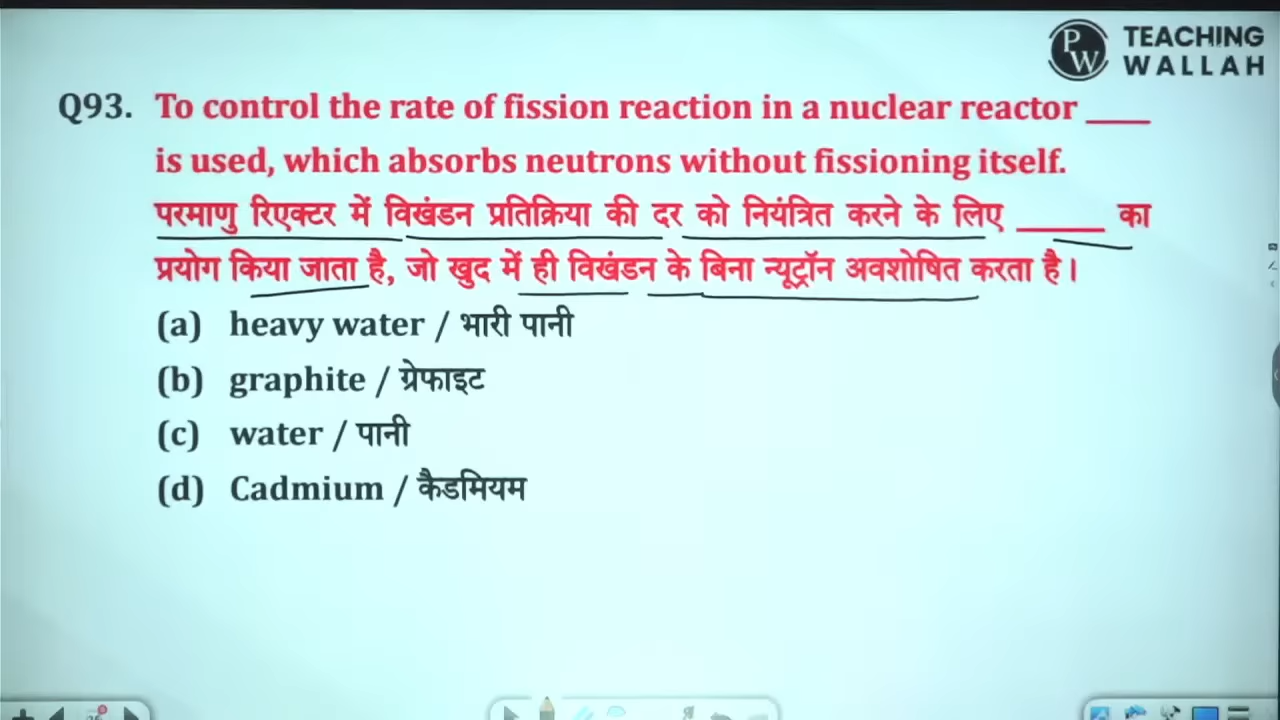 PW TEACHING WALLAH
Q93. To control the rate of fission reaction in a nuclear reactor ____
is used, which absorbs neutrons without fissioning itself.
परमाणु रिएक्टर में विखंडन प्रतिक्रिया की दर को नियंत्रित करने के लिए ______ का
प्रयोग किया जाता है, जो खुद में ही विखंडन के बिना न्यूट्रॉन अवशोषित करता है।
(a) heavy water / भारी पानी
(b) graphite / ग्रेफाइट
(c) water / पानी
(d) Cadmium / कैडमियम